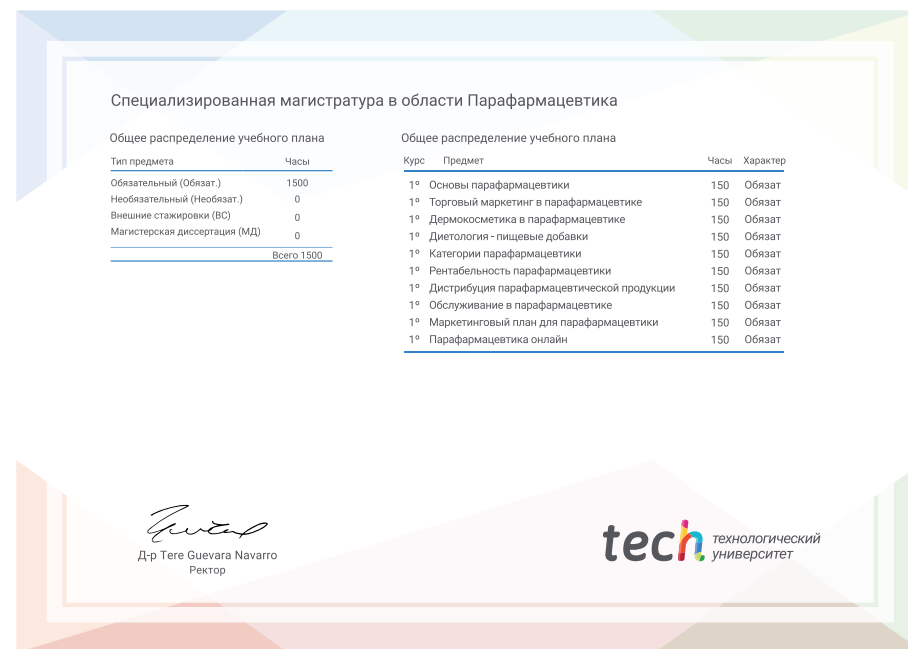 Специализированная магистратура в области Парафармацевтика
Общее распределение учебного плана
Тип предмета Часы
Обязательный (Обязат.) 1500
Необязательный (Необязат.) 0
Внешние стажировки (ВС) 0
Магистерская диссертация (МД) 0
Всего 1500
Общее распределение учебного плана
Курс Предмет Часы Характер
1º Основы парафармацевтики 150 Обязат
1º Торговый маркетинг в парафармацевтике 150 Обязат
1º Дермокосметика в парафармацевтике 150 Обязат
1º Диетология - пищевые добавки 150 Обязат
1º Категории парафармацевтики 150 Обязат
1º Рентабельность парафармацевтики 150 Обязат
1º Дистрибуция парафармацевтической продукции 150 Обязат
1º Обслуживание в парафармацевтике 150 Обязат
1º Маркетинговый план для парафармацевтики 150 Обязат
1º Парафармацевтика онлайн 150 Обязат
Д-р Tere Guevara Navarro
Ректор
tech технологический
университет